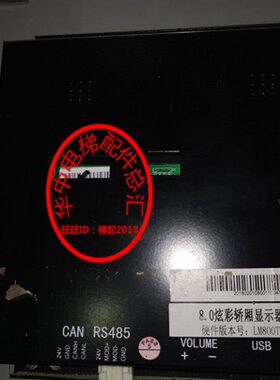 华中电梯配件总汇
旺旺ID：梯配2018
8.0炫彩轿厢显示器
硬件版本号：LM800T
CAN RS485
VOLUME
USB
24V
GND
CANH
CANL
24V
GND
MOD+
MOD-
- +